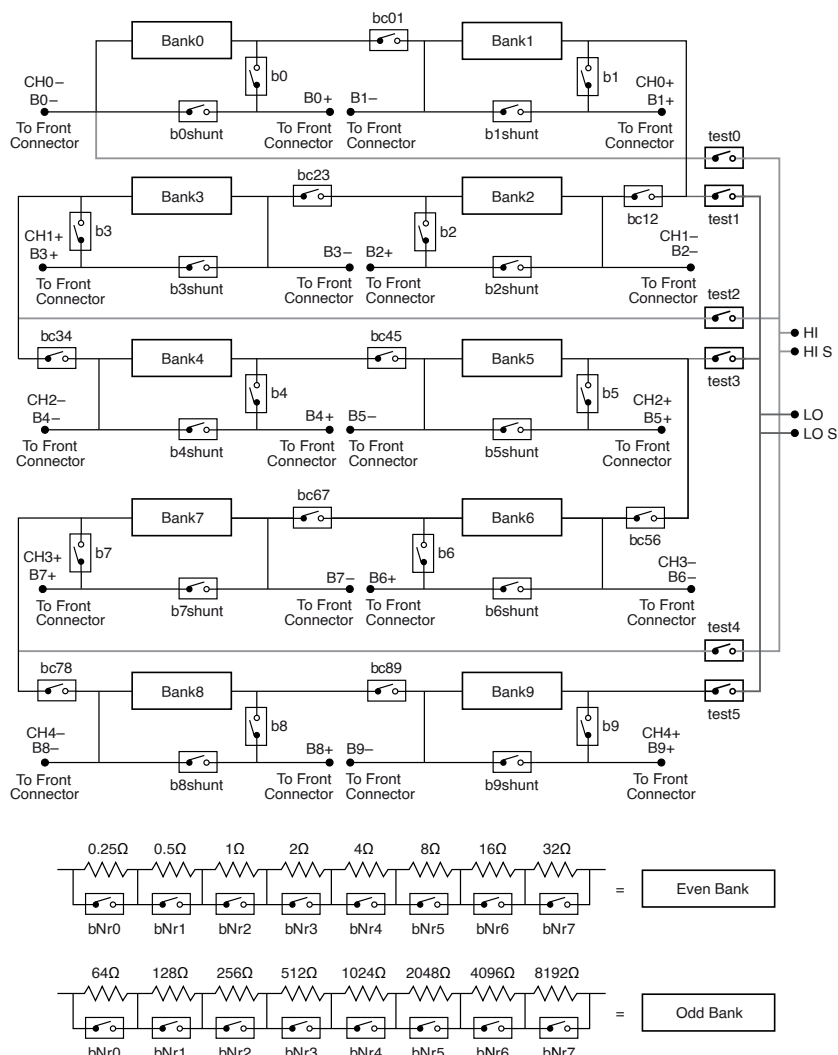 bc01
Bank0
Bank1
b0
b1
CH0−
B0−
B0+
B1−
CH0+
B1+
To Front
Connector
b0shunt
To Front
Connector
To Front
Connector
b1shunt
To Front
Connector
test0
bc23
Bank3
Bank2
bc12
test1
b3
b2
CH1+
B3+
B3−
B2+
CH1−
B2−
To Front
Connector
b3shunt
To Front
Connector
To Front
Connector
b2shunt
To Front
Connector
test2
HI
HI S
bc34
Bank4
bc45
Bank5
test3
b4
b5
CH2−
B4−
B4+
B5−
CH2+
B5+
LO
LO S
To Front
Connector
b4shunt
To Front
Connector
To Front
Connector
b5shunt
To Front
Connector
bc67
Bank7
Bank6
bc56
b7
b6
CH3+
B7+
B7−
B6+
CH3−
B6−
To Front
Connector
b7shunt
To Front
Connector
To Front
Connector
b6shunt
To Front
Connector
test4
bc78
Bank8
bc89
Bank9
test5
b8
b9
CH4−
B8−
B8+
B9−
CH4+
B9+
To Front
Connector
b8shunt
To Front
Connector
To Front
Connector
b9shunt
To Front
Connector
0.25Ω 0.5Ω 1Ω 2Ω 4Ω 8Ω 16Ω 32Ω
= Even Bank
bNr0 bNr1 bNr2 bNr3 bNr4 bNr5 bNr6 bNr7
64Ω 128Ω 256Ω 512Ω 1024Ω 2048Ω 4096Ω 8192Ω
= Odd Bank
bNr0 bNr1 bNr2 bNr3 bNr4 bNr5 bNr6 bNr7